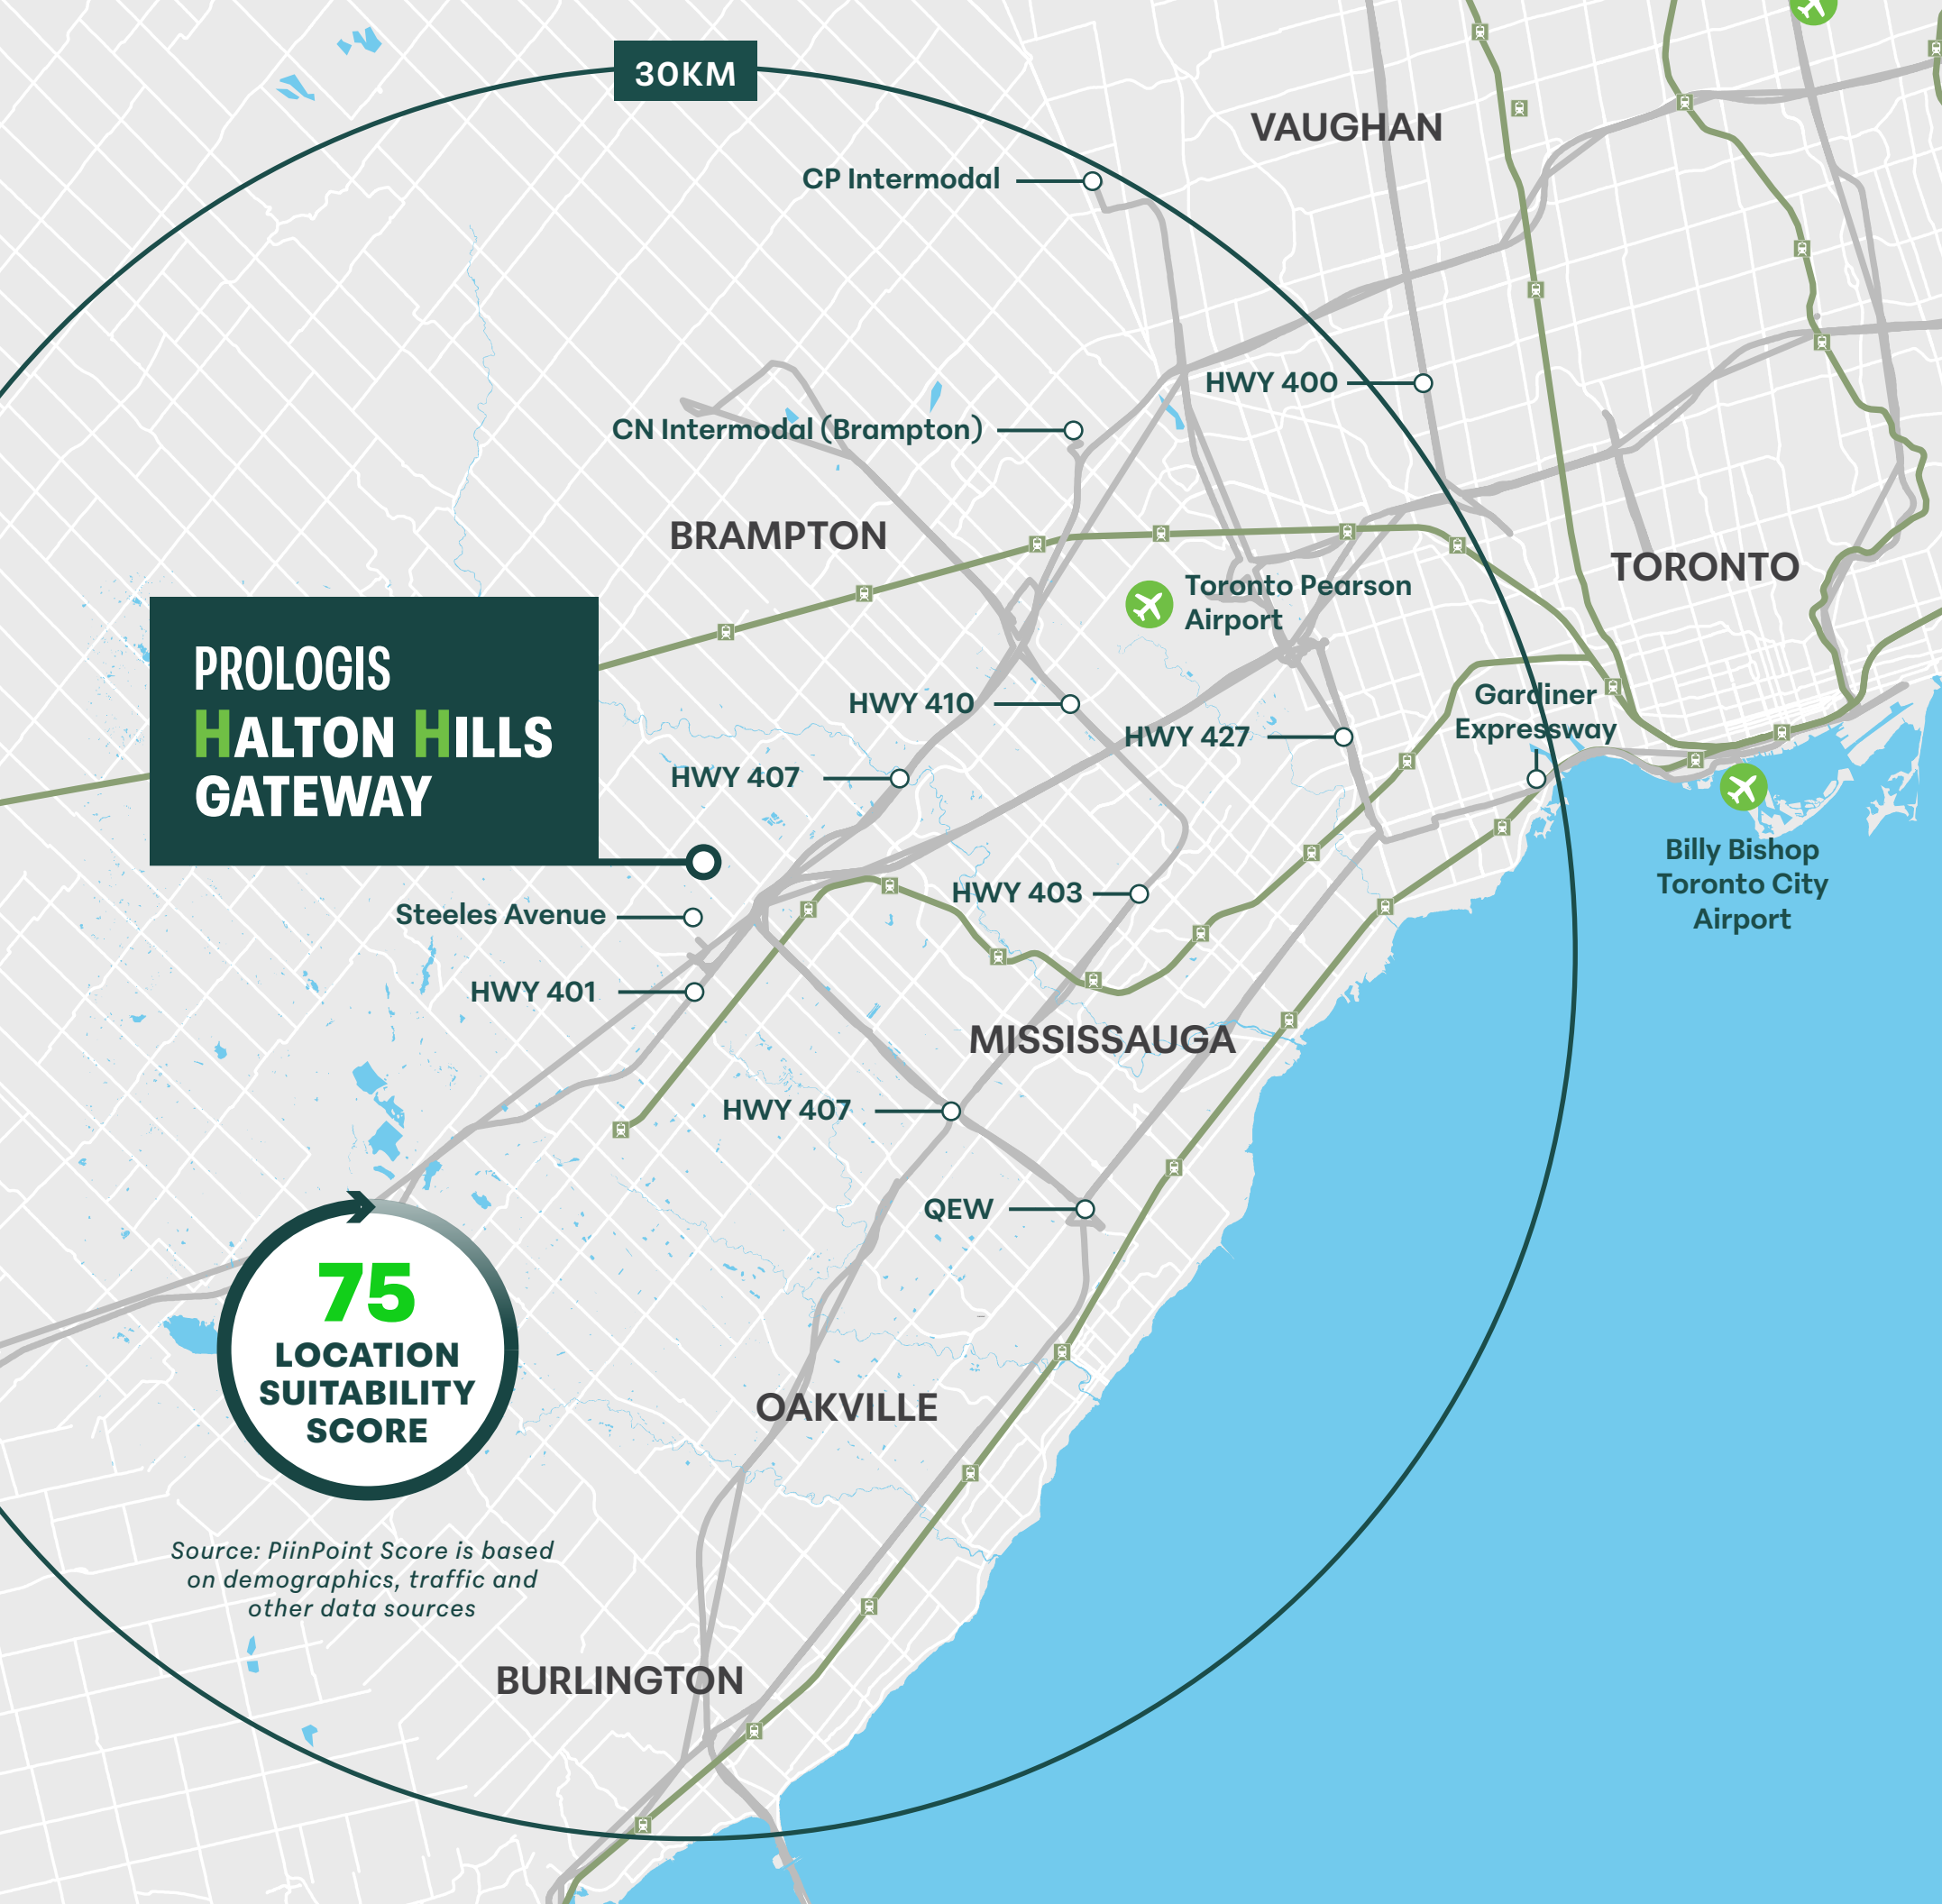 30KM
VAUGHAN
CP Intermodal
HWY 400
CN Intermodal (Brampton)
BRAMPTON
TORONTO
Toronto Pearson
Airport
PROLOGIS
HALTON HILLS
GATEWAY
HWY 410
Gardiner
Expressway
HWY 427
HWY 407
Billy Bishop
Toronto City
Airport
HWY 403
Steeles Avenue
HWY 401
MISSISSAUGA
HWY 407
QEW
75
LOCATION
SUITABILITY
SCORE
OAKVILLE
Source: PiinPoint Score is based
on demographics, traffic and
other data sources
BURLINGTON